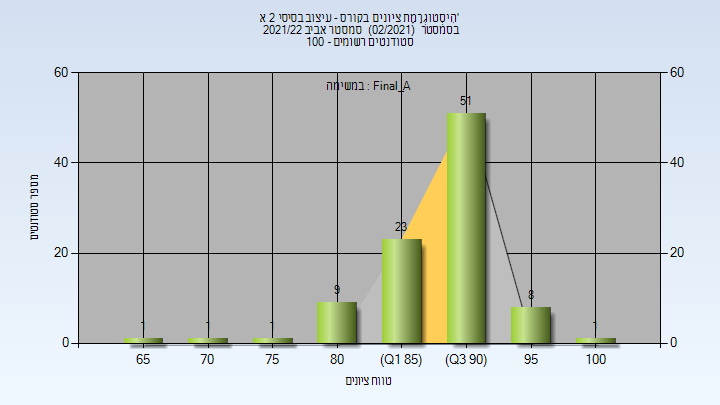 היסטוגרמת ציונים בקורס - עיצוב בסיסי 2 א'
בסמסטר (02/2021) סמסטר אביב 2021/22
סטודנטים רשומים - 100
במשימה : Final_A
60
60
40
40
20
20
0
0
מספר סטודנטים
1
1
1
9
23
51
8
1
65
70
75
80
(Q1 85)
(Q3 90)
95
100
טווח ציונים